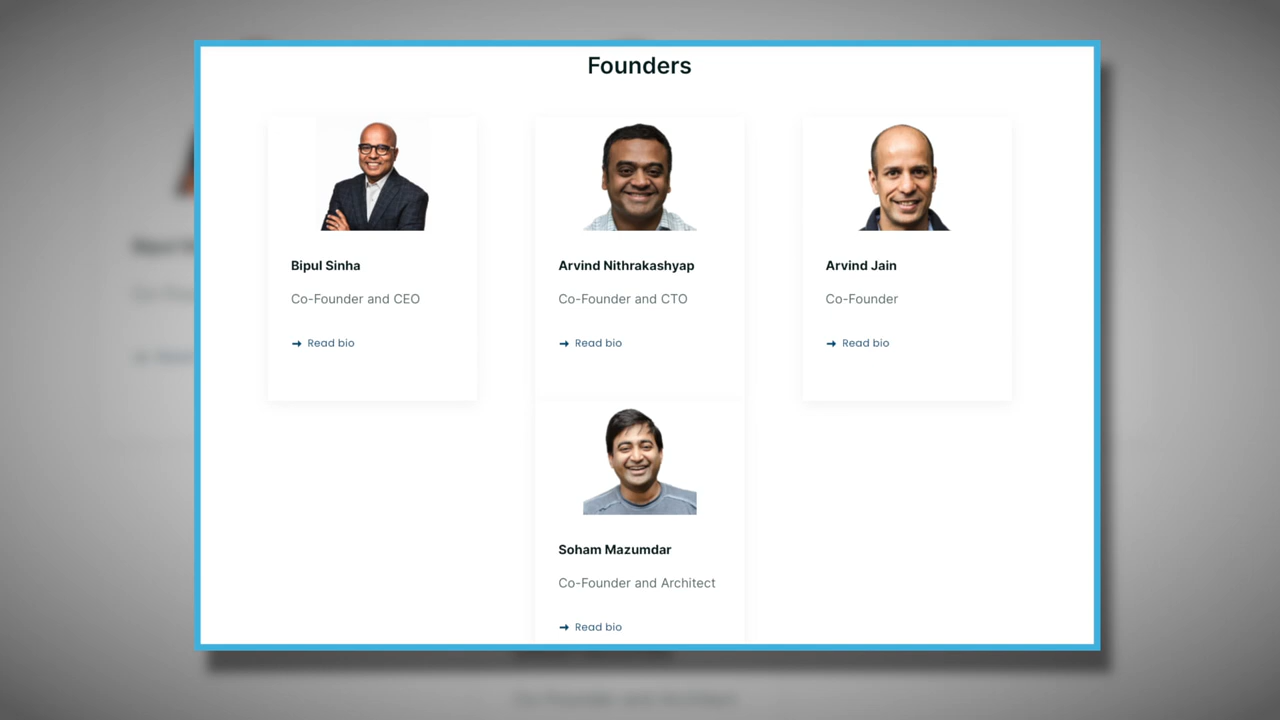 Founders
Bipul Sinha
Co-Founder and CEO
Read bio
Arvind Nithrakashyap
Co-Founder and CTO
Read bio
Arvind Jain
Co-Founder
Read bio
Soham Mazumdar
Co-Founder and Architect
Read bio